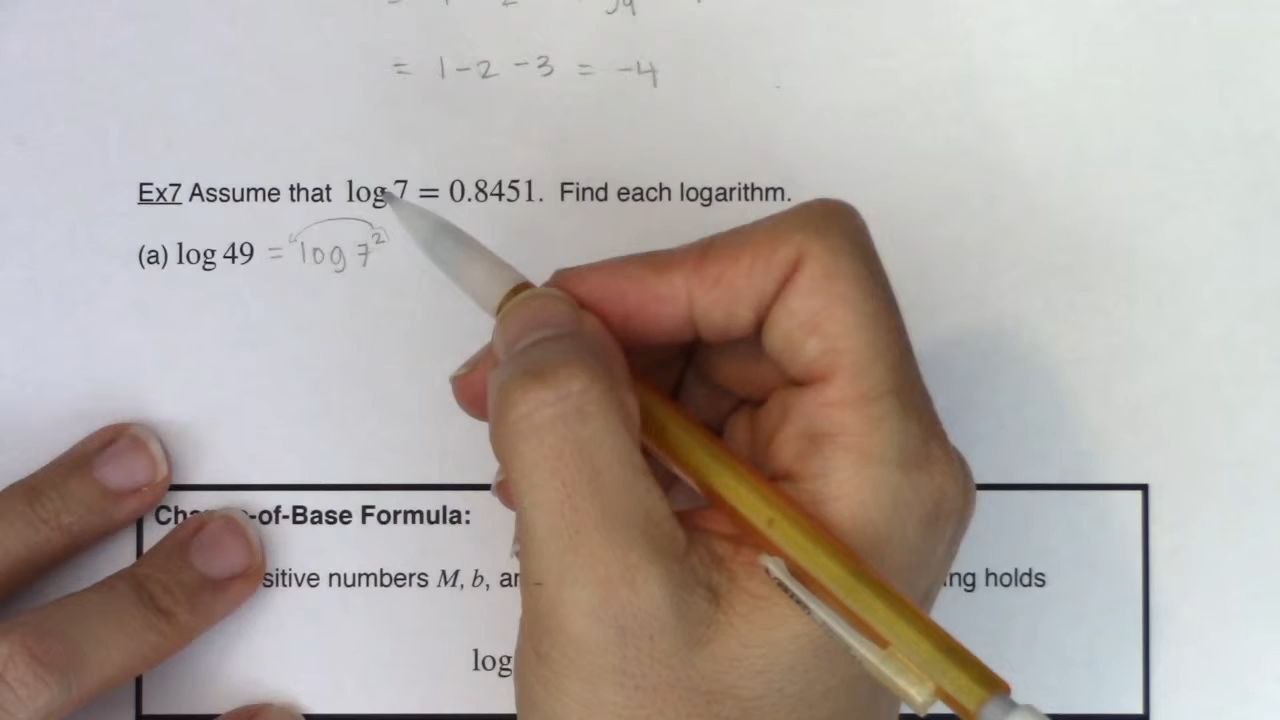 = 1 - 2 - 3 = -4
Ex7 Assume that log 7 = 0.8451. Find each logarithm.
(a) log 49 = log 7²
-of-Base Formula:
sitive numbers M, b, an
ng holds
log